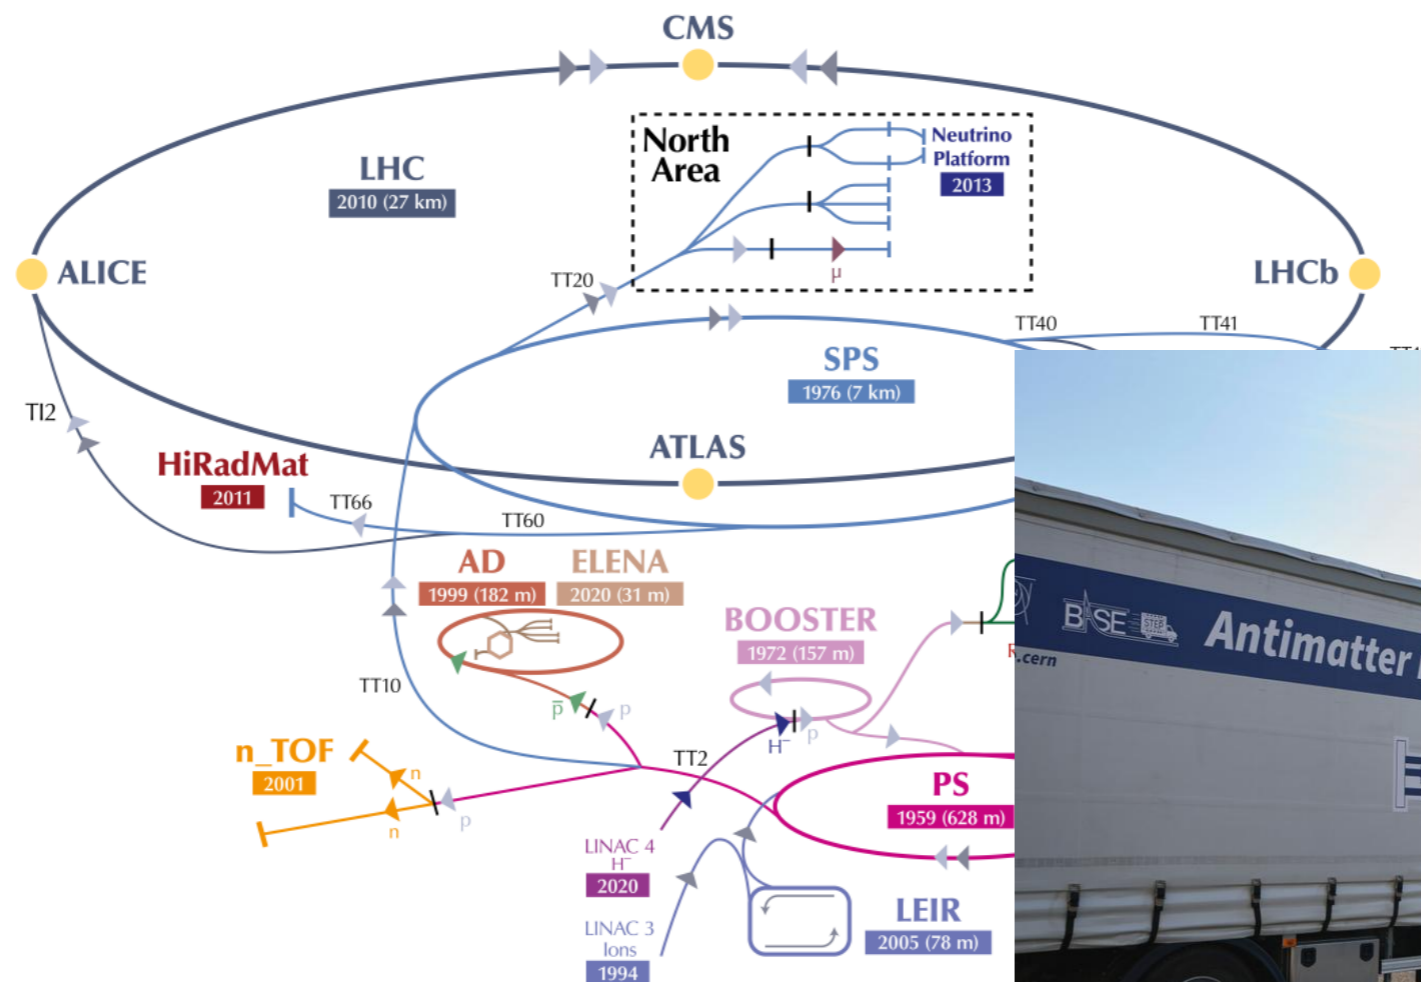 CMS
North
Area
Neutrino
Platform
2013
LHC
2010 (27 km)
μ
ALICE
LHCb
TT20
TT40
TT41
SPS
1976 (7 km)
TI2
ATLAS
HiRadMat
2011
TT66
TT60
AD
1999 (182 m)
ELENA
2020 (31 m)
BOOSTER
1972 (157 m)
TT10
p̅
p
H⁻
p
n_TOF
2001
n
n
p
TT2
PS
1959 (628 m)
LINAC 4
H⁻
2020
LINAC 3
Ions
1994
LEIR
2005 (78 m)
BASE
STEP
Antimatter
.cern